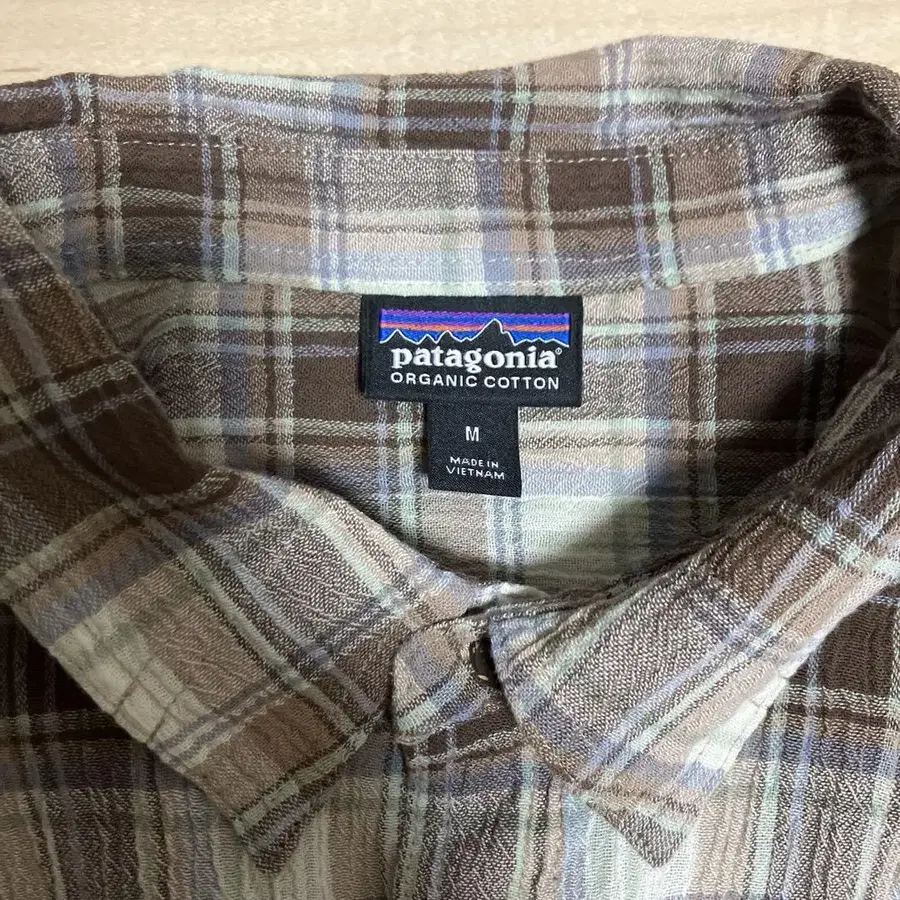 patagonia®
ORGANIC COTTON
M
MADE IN
VIETNAM